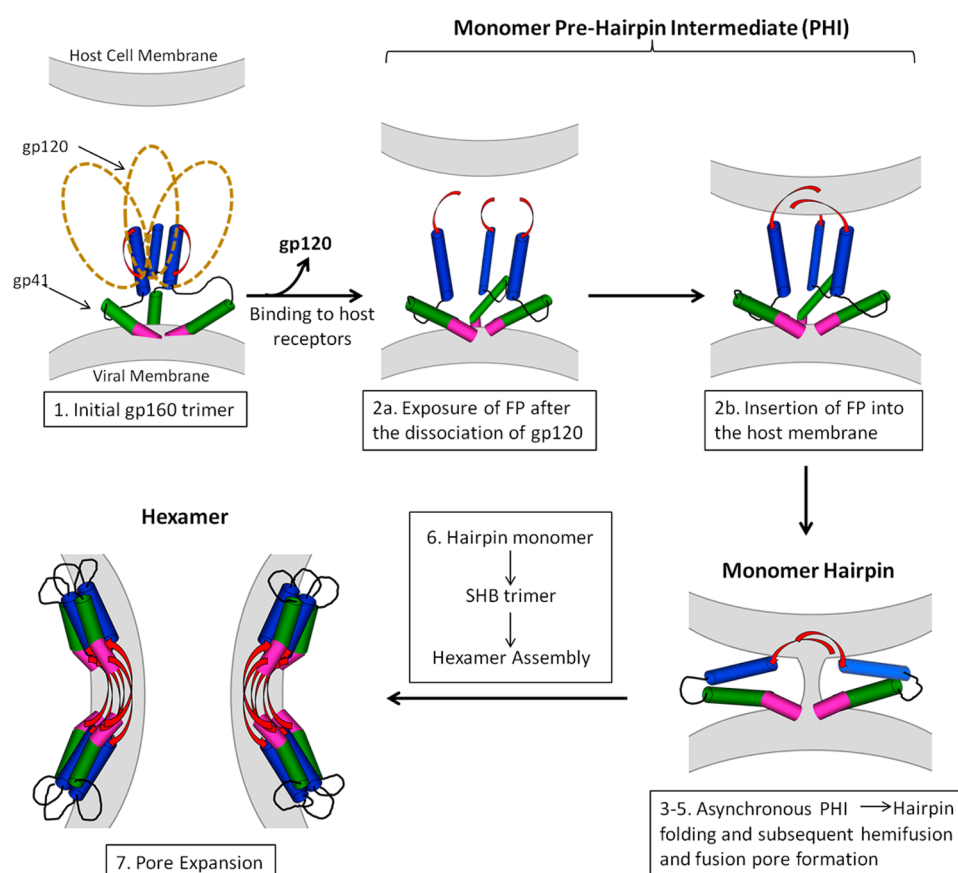 Monomer Pre-Hairpin Intermediate (PHI)
Host Cell Membrane
gp120
gp41
gp120
Binding to host
receptors
Viral Membrane
1. Initial gp160 trimer
2a. Exposure of FP after
the dissociation of gp120
2b. Insertion of FP into
the host membrane
Hexamer
6. Hairpin monomer
SHB trimer
Hexamer Assembly
Monomer Hairpin
3-5. Asynchronous PHI → Hairpin
folding and subsequent hemifusion
and fusion pore formation
7. Pore Expansion